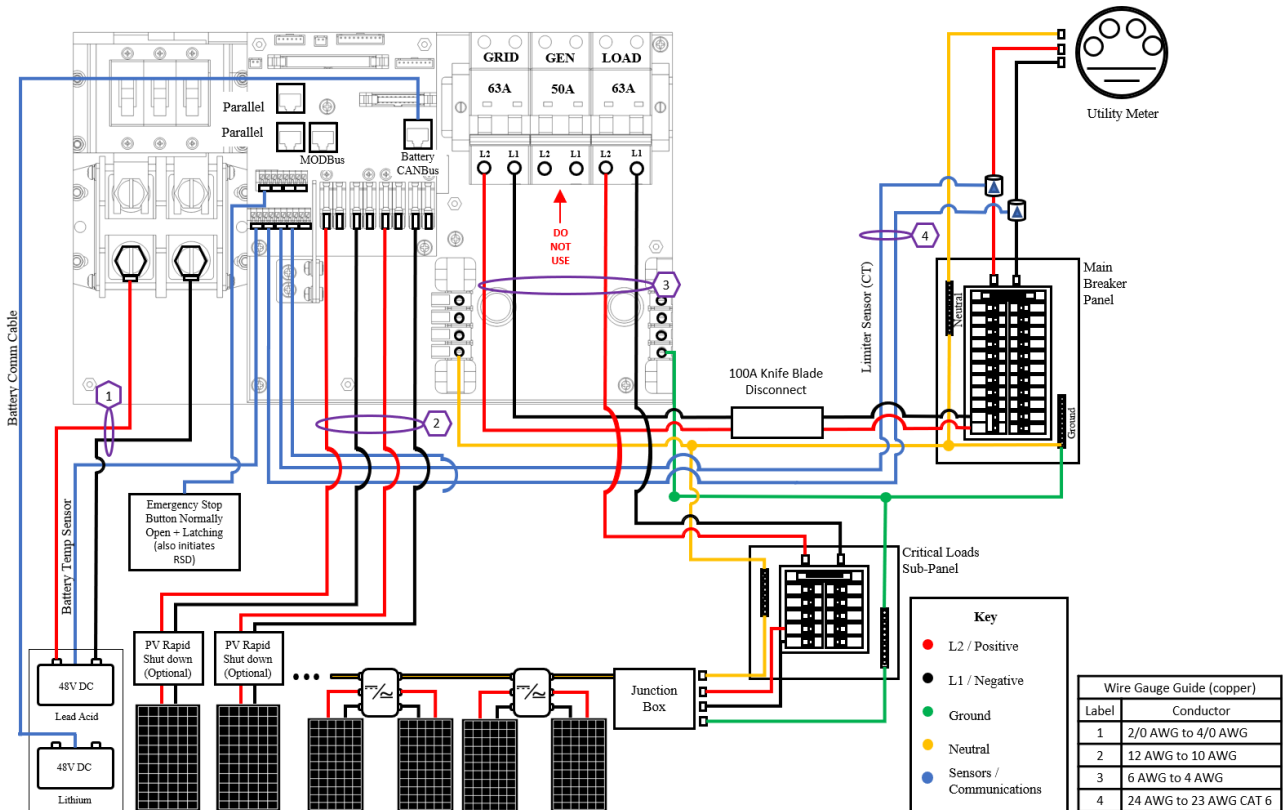 GRID
GEN
LOAD
63A
50A
63A
L2
L1
L2
L1
L2
L1
Parallel
Parallel
MODBus
Battery
CANBus
DO
NOT
USE
Utility Meter
Main
Breaker
Panel
Neutral
Ground
Limiter Sensor (CT)
4
3
1
2
100A Knife Blade
Disconnect
Battery Comm Cable
Battery Temp Sensor
Emergency Stop
Button Normally
Open + Latching
(also initiates
RSD)
Critical Loads
Sub-Panel
PV Rapid
Shut down
(Optional)
PV Rapid
Shut down
(Optional)
48V DC
Lead Acid
48V DC
Lithium
Junction
Box
Key
L2 / Positive
L1 / Negative
Ground
Neutral
Sensors /
Communications
Wire Gauge Guide (copper)
Label Conductor
1 2/0 AWG to 4/0 AWG
2 12 AWG to 10 AWG
3 6 AWG to 4 AWG
4 24 AWG to 23 AWG CAT 6